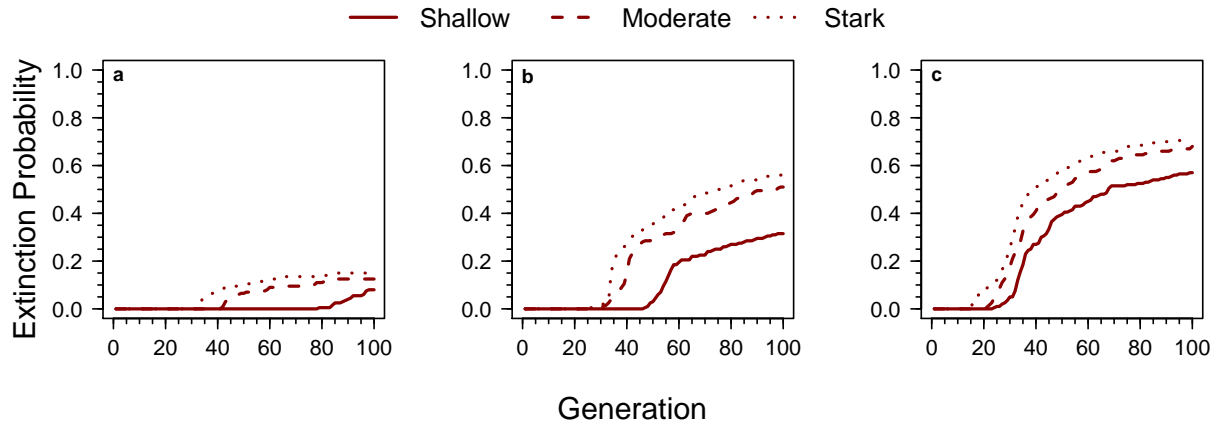 Shallow Moderate Stark
a b c
Extinction Probability
1.0 1.0 1.0
0.8 0.8 0.8
0.6 0.6 0.6
0.4 0.4 0.4
0.2 0.2 0.2
0.0 0.0 0.0
0 20 40 60 80 100 0 20 40 60 80 100 0 20 40 60 80 100
Generation